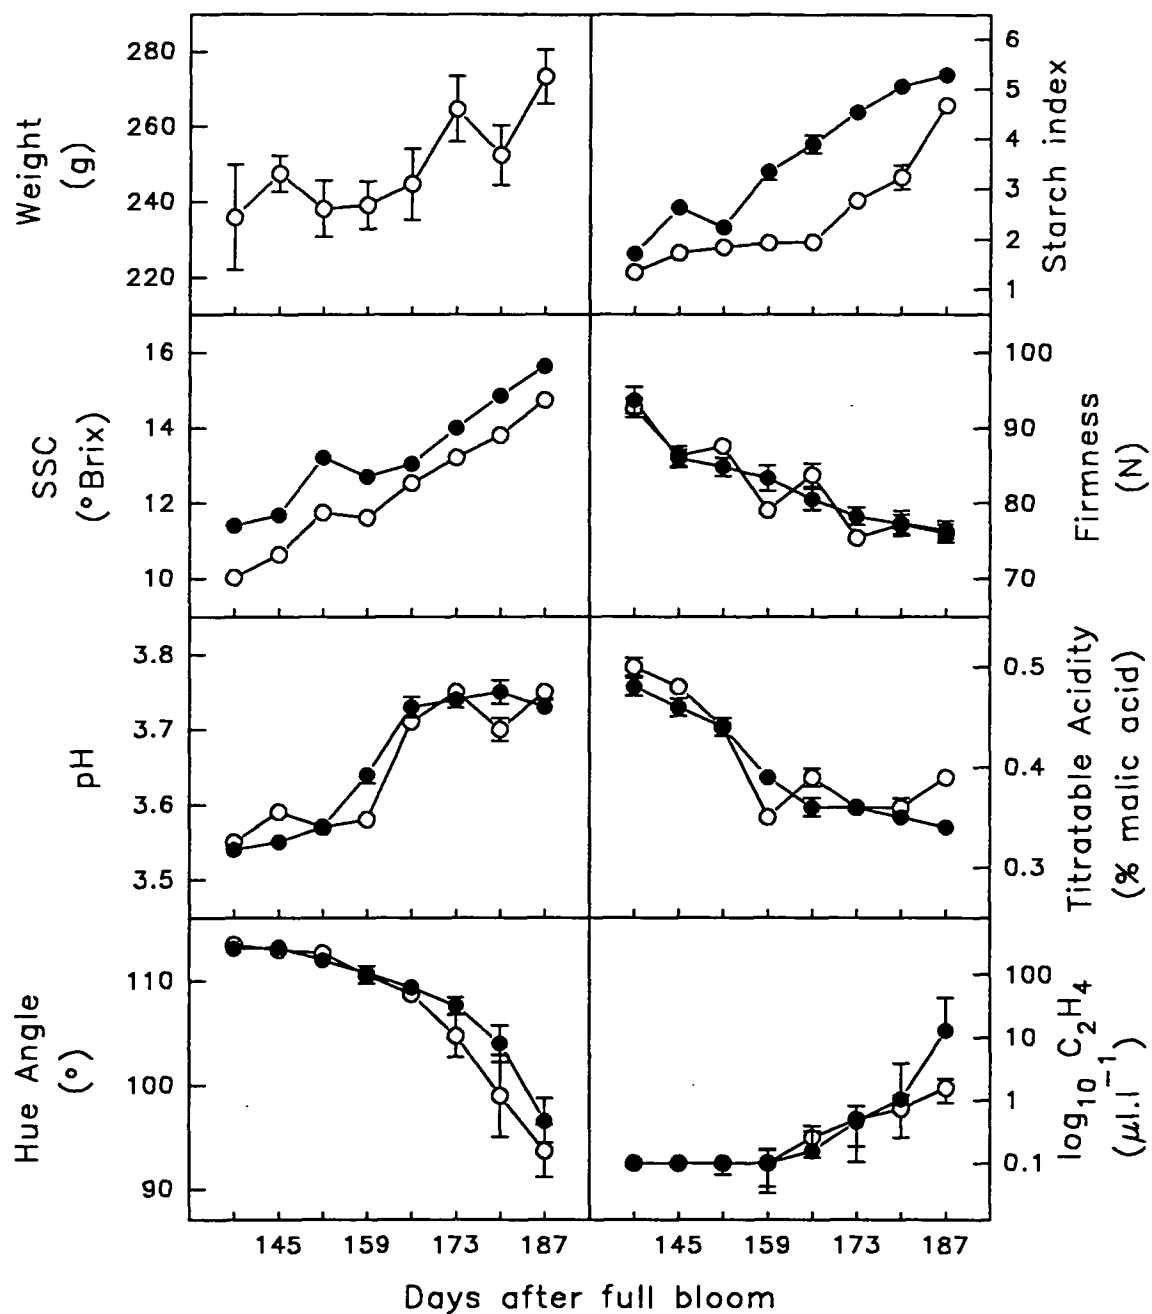 Weight
(g)
280
260
240
220
6
5
4
3
2
1
Starch index
SSC
(°Brix)
16
14
12
10
100
90
80
70
Firmness
(N)
pH
3.8
3.7
3.6
3.5
0.5
0.4
0.3
Titratable Acidity
(% malic acid)
Hue Angle
(°)
110
100
90
100
10
1
0.1
log₁₀ C₂H₄
(μl.l⁻¹)
145 159 173 187 145 159 173 187
Days after full bloom